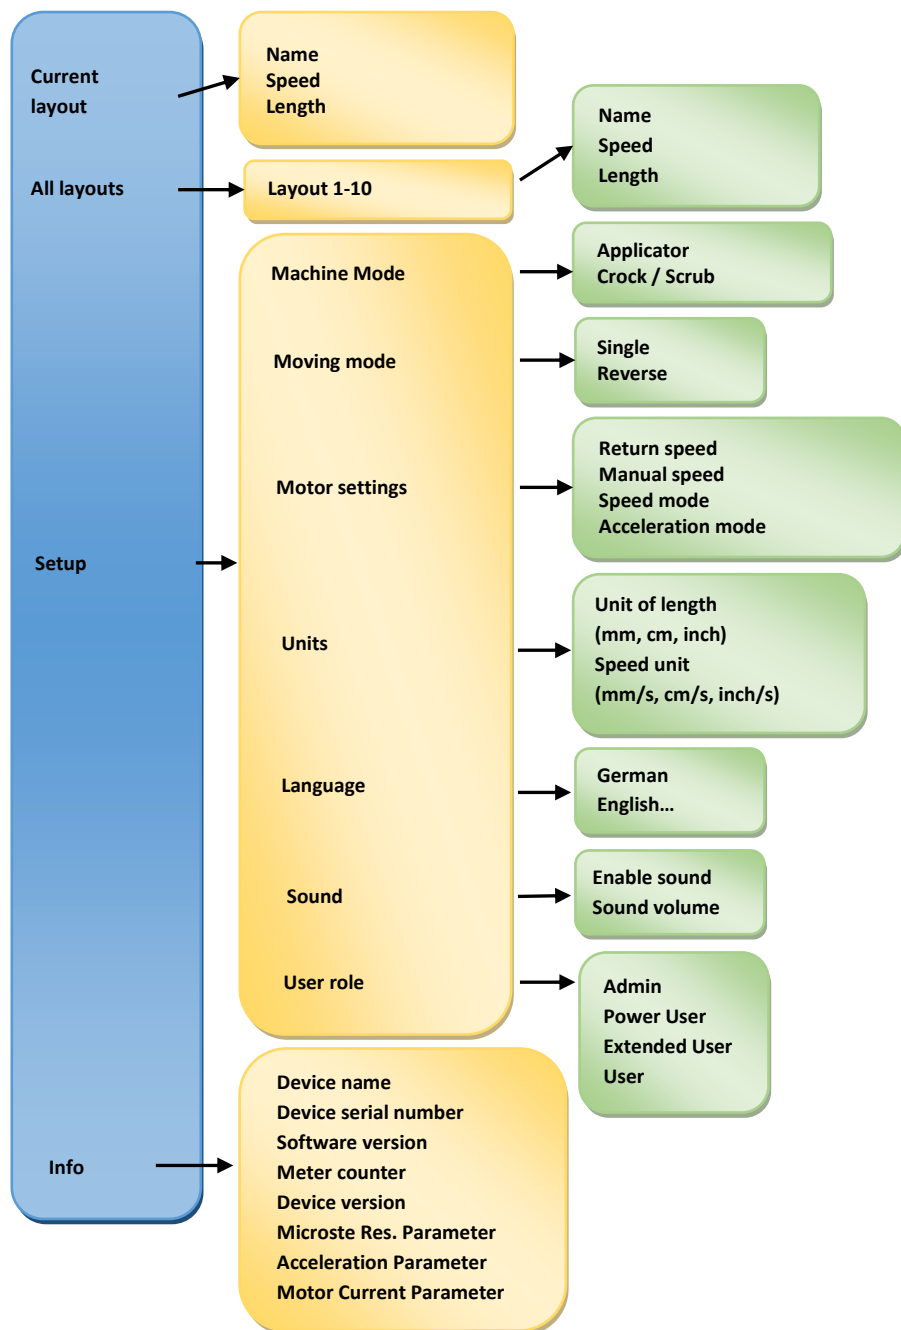 Current
layout
Name
Speed
Length
All layouts
Layout 1-10
Name
Speed
Length
Setup
Machine Mode
Applicator
Crock / Scrub
Moving mode
Single
Reverse
Motor settings
Return speed
Manual speed
Speed mode
Acceleration mode
Units
Unit of length
(mm, cm, inch)
Speed unit
(mm/s, cm/s, inch/s)
Language
German
English...
Sound
Enable sound
Sound volume
User role
Admin
Power User
Extended User
User
Info
Device name
Device serial number
Software version
Meter counter
Device version
Microste Res. Parameter
Acceleration Parameter
Motor Current Parameter